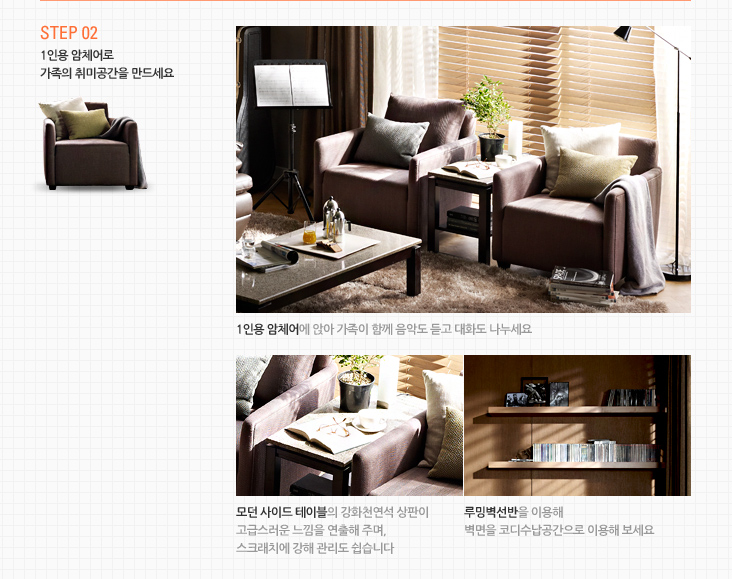 STEP 02
1인용 암체어로
가족의 취미공간을 만드세요
1인용 암체어에 앉아 가족이 함께 음악도 듣고 대화도 나누세요
모던 사이드 테이블의 강화천연석 상판이
고급스러운 느낌을 연출해 주며,
스크래치에 강해 관리도 쉽습니다
루밍벽선반을 이용해
벽면을 코디수납공간으로 이용해 보세요